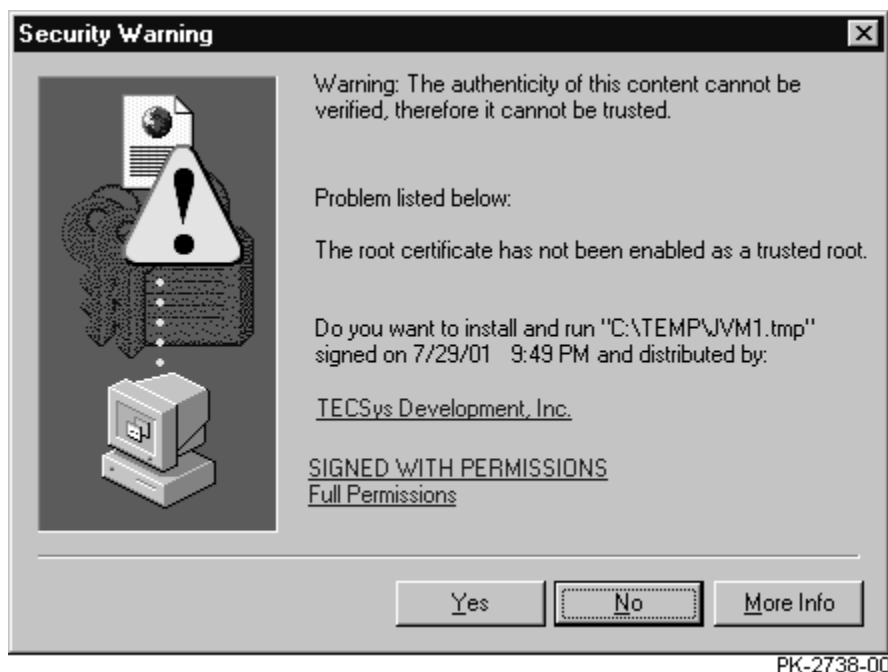 Security Warning
Warning: The authenticity of this content cannot be
verified, therefore it cannot be trusted.
Problem listed below:
The root certificate has not been enabled as a trusted root.
Do you want to install and run "C:\TEMP\JVM1.tmp"
signed on 7/29/01 9:49 PM and distributed by:
TECSys Development, Inc.
SIGNED WITH PERMISSIONS
Full Permissions
Yes No More Info
PK-2738-00